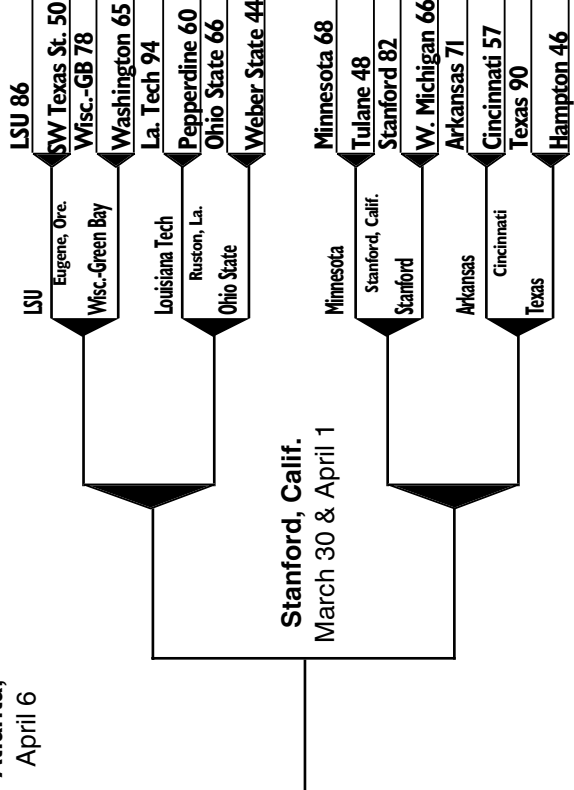 LSU 86
SW Texas St. 50
Wisc.-GB 78
Washington 65
La. Tech 94
Pepperdine 60
Ohio State 66
Weber State 44
Minnesota 68
Tulane 48
Stanford 82
W. Michigan 66
Arkansas 71
Cincinnati 57
Texas 90
Hampton 46
LSU
Eugene, Ore.
Wisc.-Green Bay
Louisiana Tech
Ruston, La.
Ohio State
Minnesota
Stanford, Calif.
Stanford
Arkansas
Cincinnati
Texas
Stanford, Calif.
March 30 & April 1
April 6